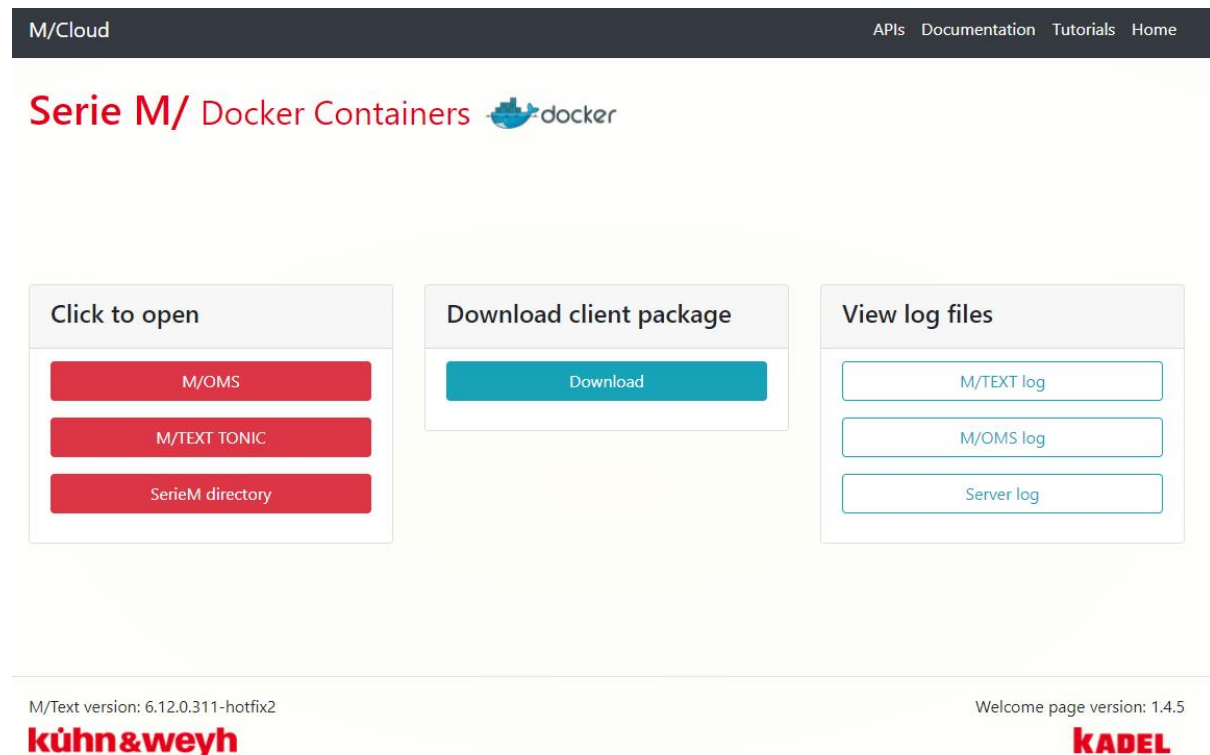 M/Cloud
APIs Documentation Tutorials Home
Serie M/ Docker Containers docker
Click to open
M/OMS
M/TEXT TONIC
SerieM directory
Download client package
Download
View log files
M/TEXT log
M/OMS log
Server log
M/Text version: 6.12.0.311-hotfix2
kühn&weyh
Welcome page version: 1.4.5
KADEL